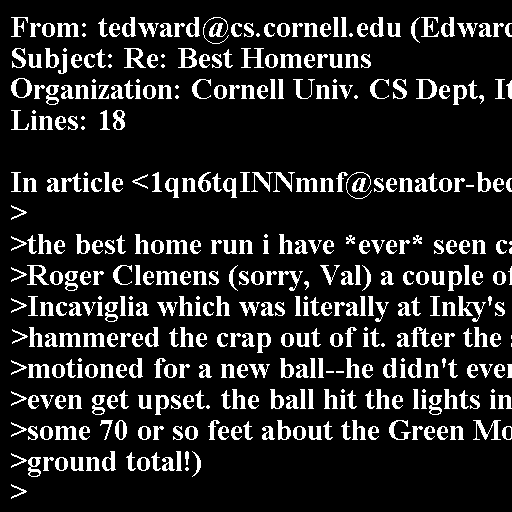 From: tedward@cs.cornell.edu (Edward
Subject: Re: Best Homeruns
Organization: Cornell Univ. CS Dept, It
Lines: 18
In article <1qn6tqINNmnf@senator-bed
>
>the best home run i have *ever* seen ca
>Roger Clemens (sorry, Val) a couple of
>Incaviglia which was literally at Inky's
>hammered the crap out of it. after the s
>motioned for a new ball--he didn't even
>even get upset. the ball hit the lights in
>some 70 or so feet about the Green Mo
>ground total!)
>